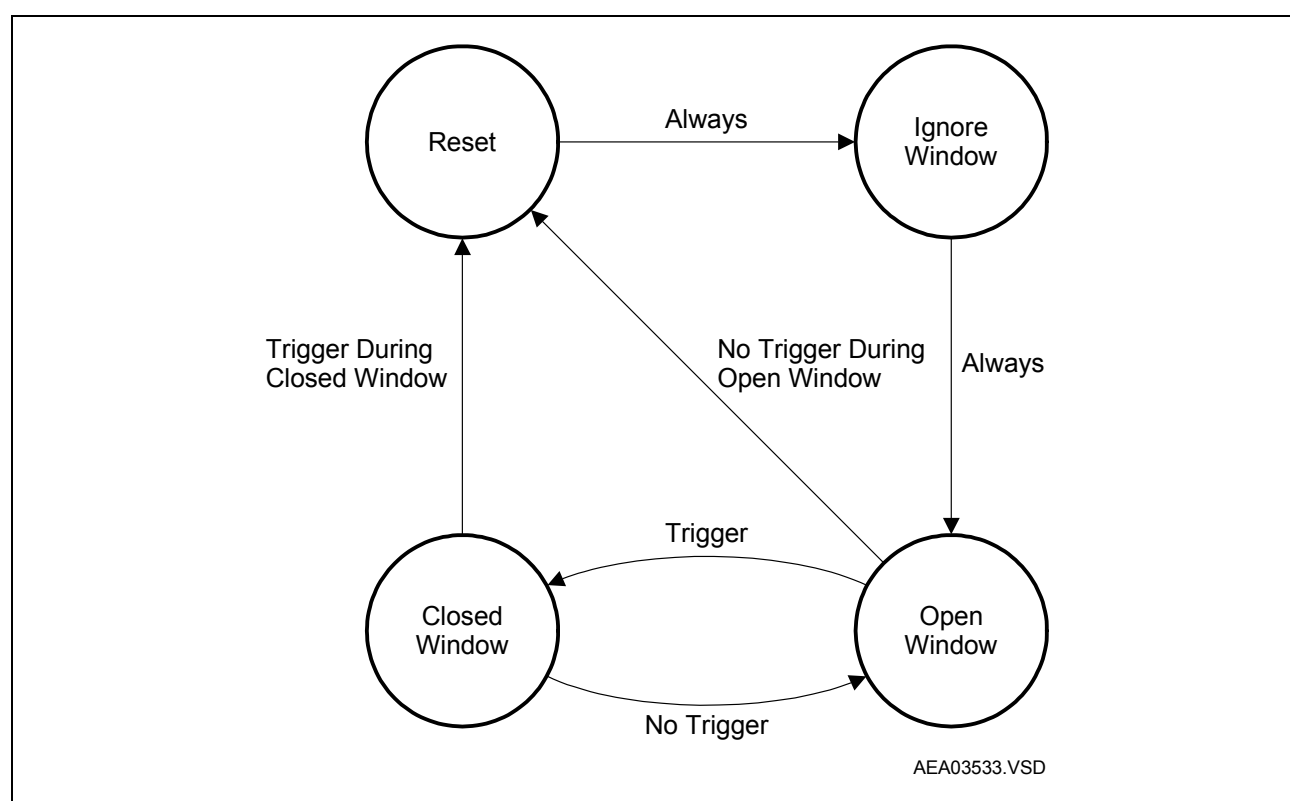 Reset
Always
Ignore
Window
Trigger During
Closed Window
No Trigger During
Open Window
Always
Trigger
Closed
Window
Open
Window
No Trigger
AEA03533.VSD